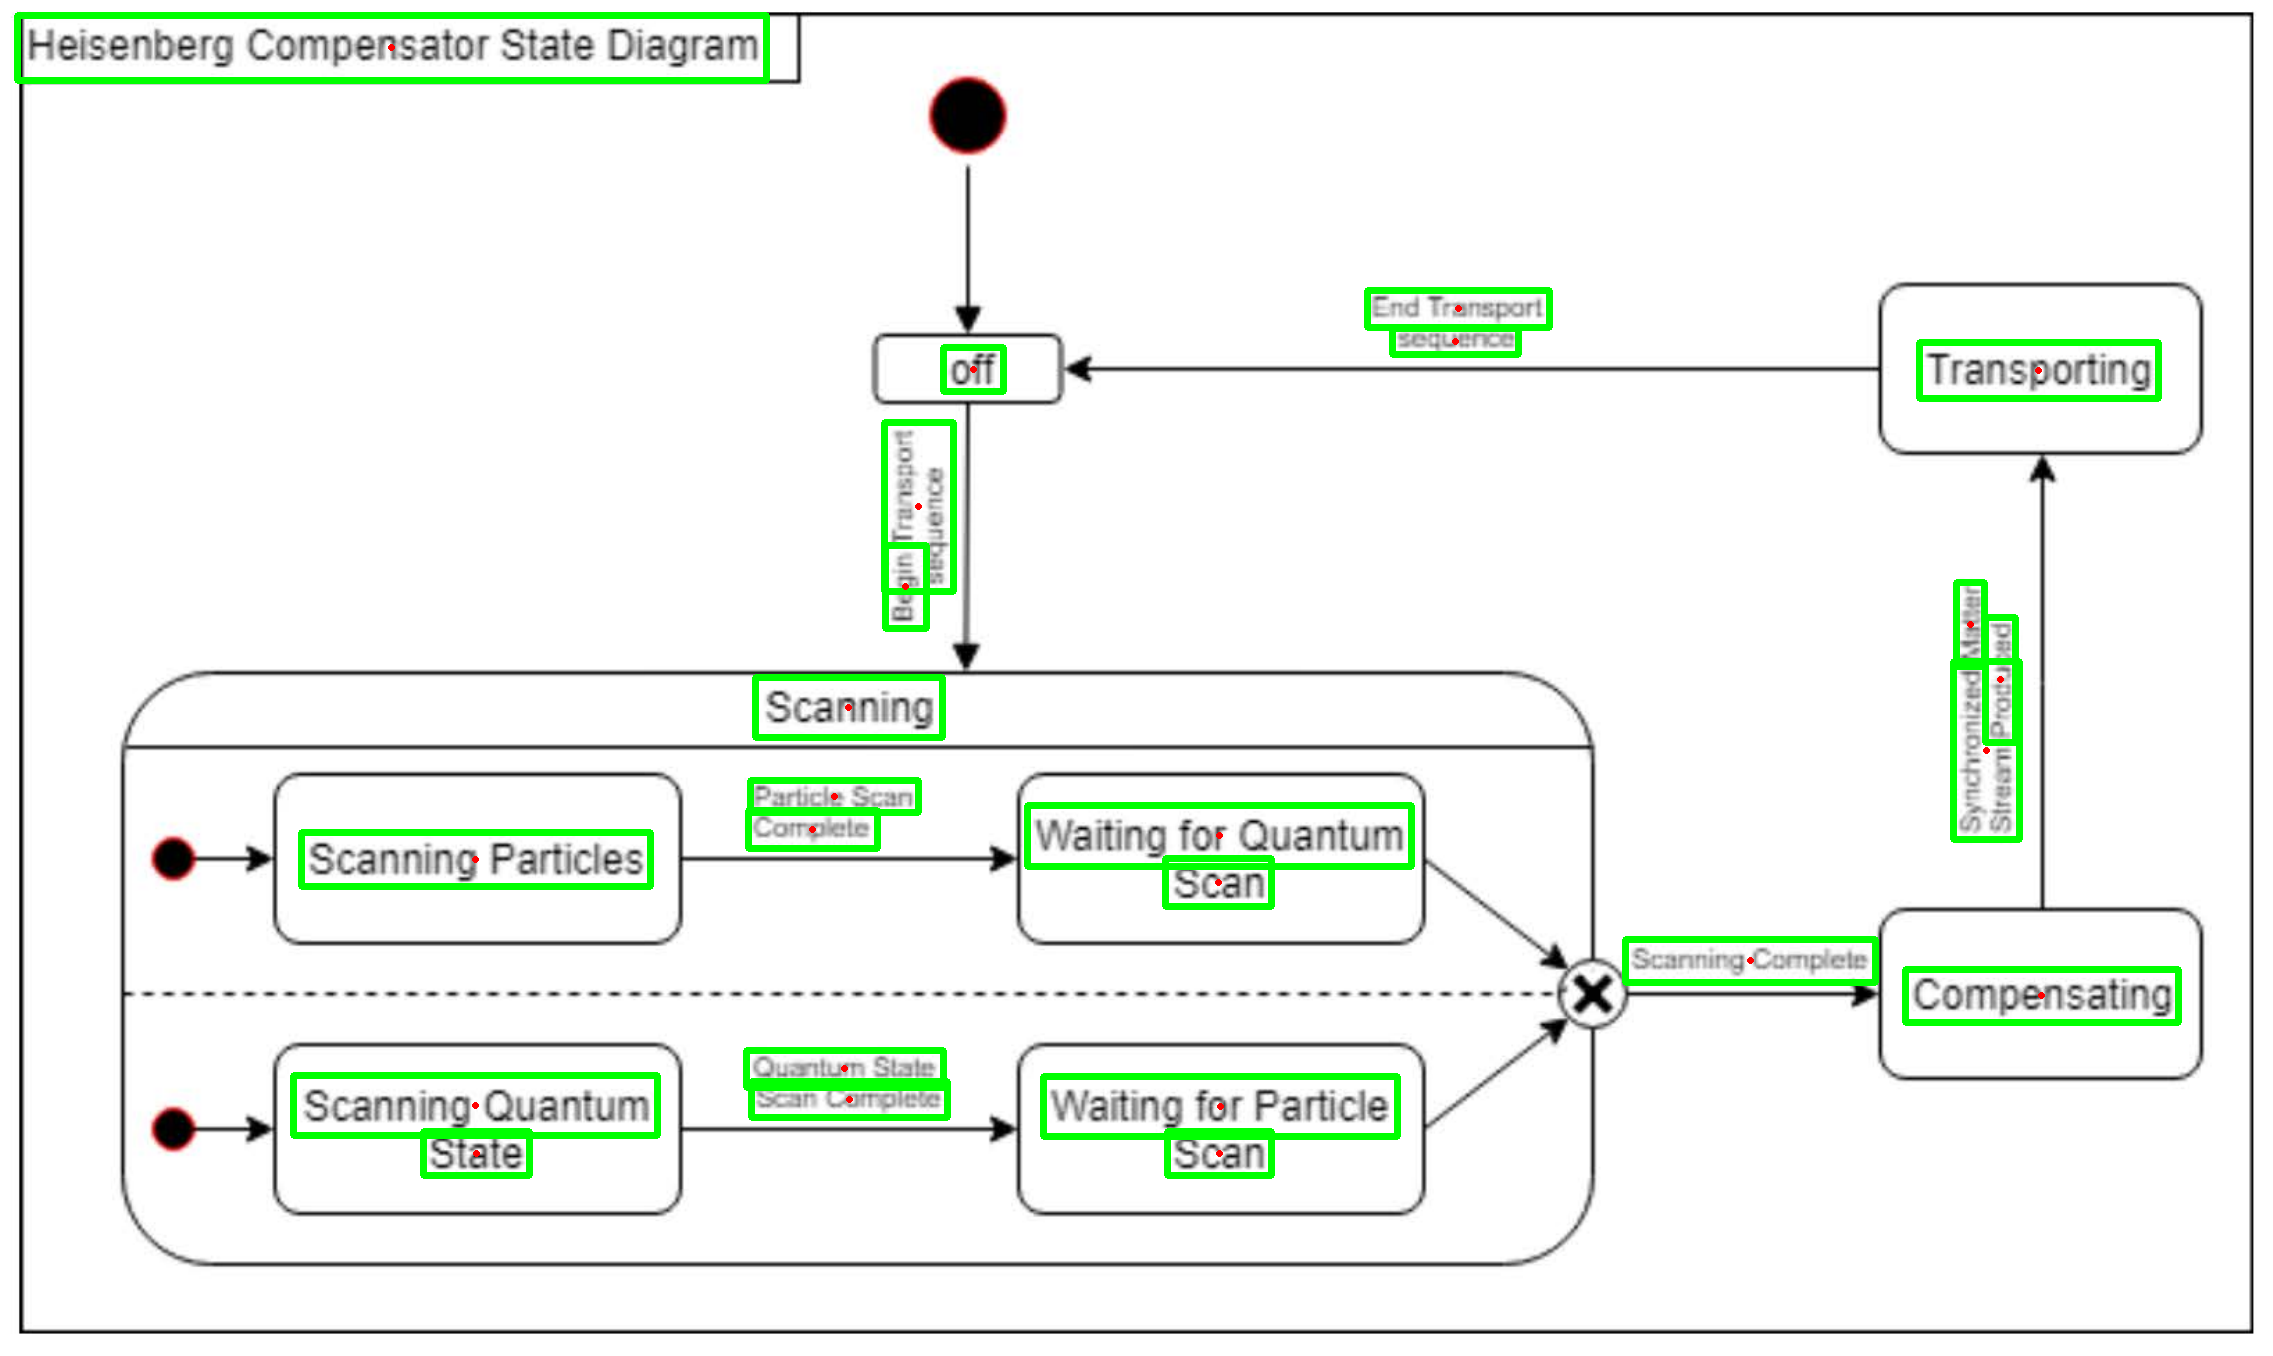 Heisenberg Compensator State Diagram
End Transport
sequence
off
Transporting
Begin Transport
sequence
Synchronized Matter
Stream Produced
Scanning
Particle Scan
Complete
Scanning Particles
Waiting for Quantum
Scan
Scanning Complete
Compensating
Quantum State
Scan Complete
Scanning Quantum
State
Waiting for Particle
Scan